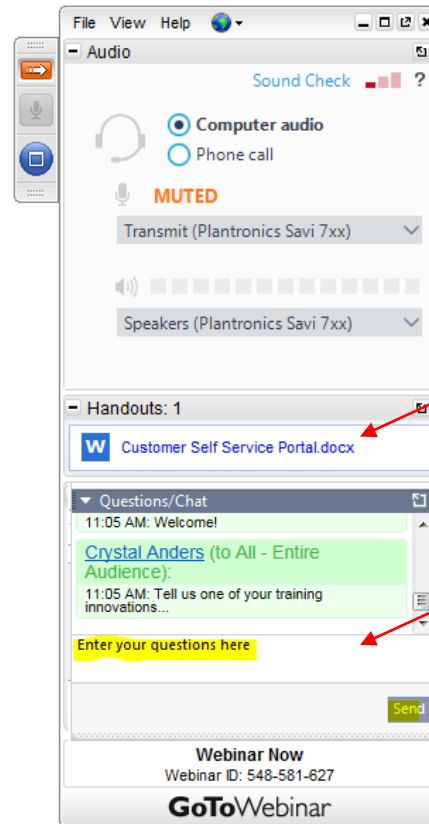 File View Help
Audio
Sound Check ?
Computer audio
Phone call
MUTED
Transmit (Plantronics Savi 7xx)
Speakers (Plantronics Savi 7xx)
Handouts: 1
W Customer Self Service Portal.docx
Questions/Chat
11:05 AM: Welcome!
Crystal Anders (to All - Entire
Audience):
11:05 AM: Tell us one of your training
innovations...
Enter your questions here
Send
Webinar Now
Webinar ID: 548-581-627
GoToWebinar